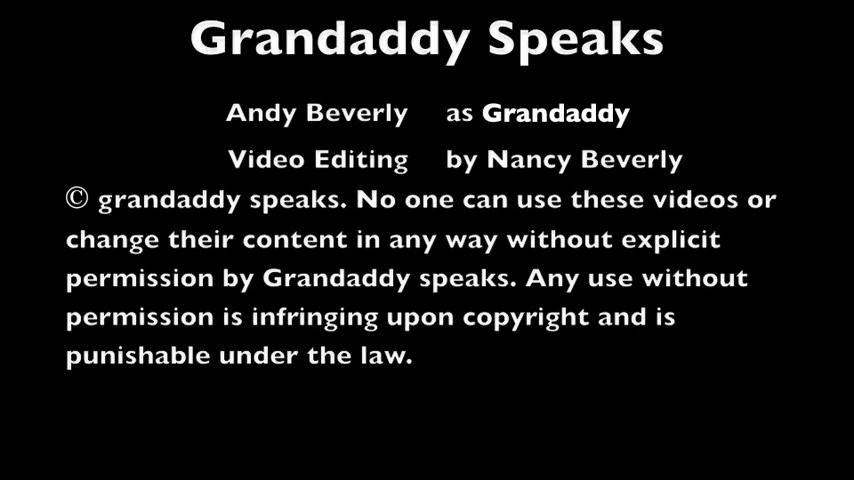 Grandaddy Speaks
Andy Beverly as Grandaddy
Video Editing by Nancy Beverly
© grandaddy speaks. No one can use these videos or
change their content in any way without explicit
permission by Grandaddy speaks. Any use without
permission is infringing upon copyright and is
punishable under the law.